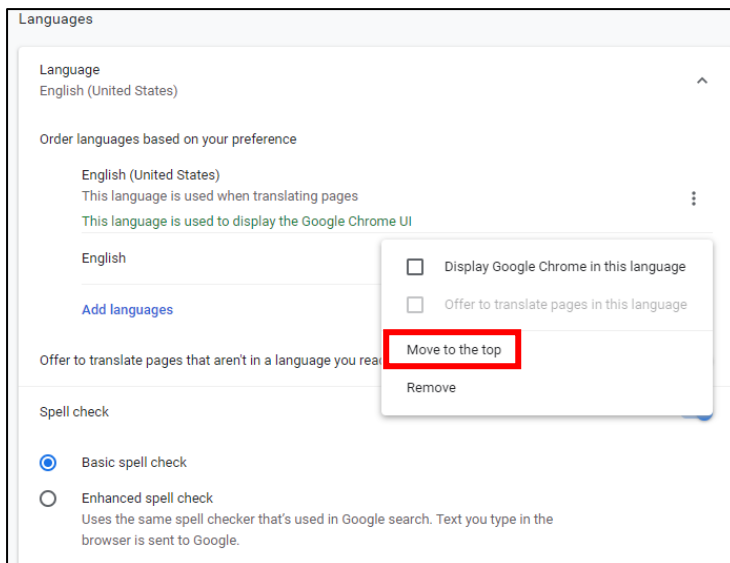 Languages
Language
English (United States)
Order languages based on your preference
English (United States)
This language is used when translating pages
This language is used to display the Google Chrome UI
English
Display Google Chrome in this language
Offer to translate pages in this language
Add languages
Move to the top
Offer to translate pages that aren't in a language you
Remove
Spell check
Basic spell check
Enhanced spell check
Uses the same spell checker that's used in Google search. Text you type in the
browser is sent to Google.